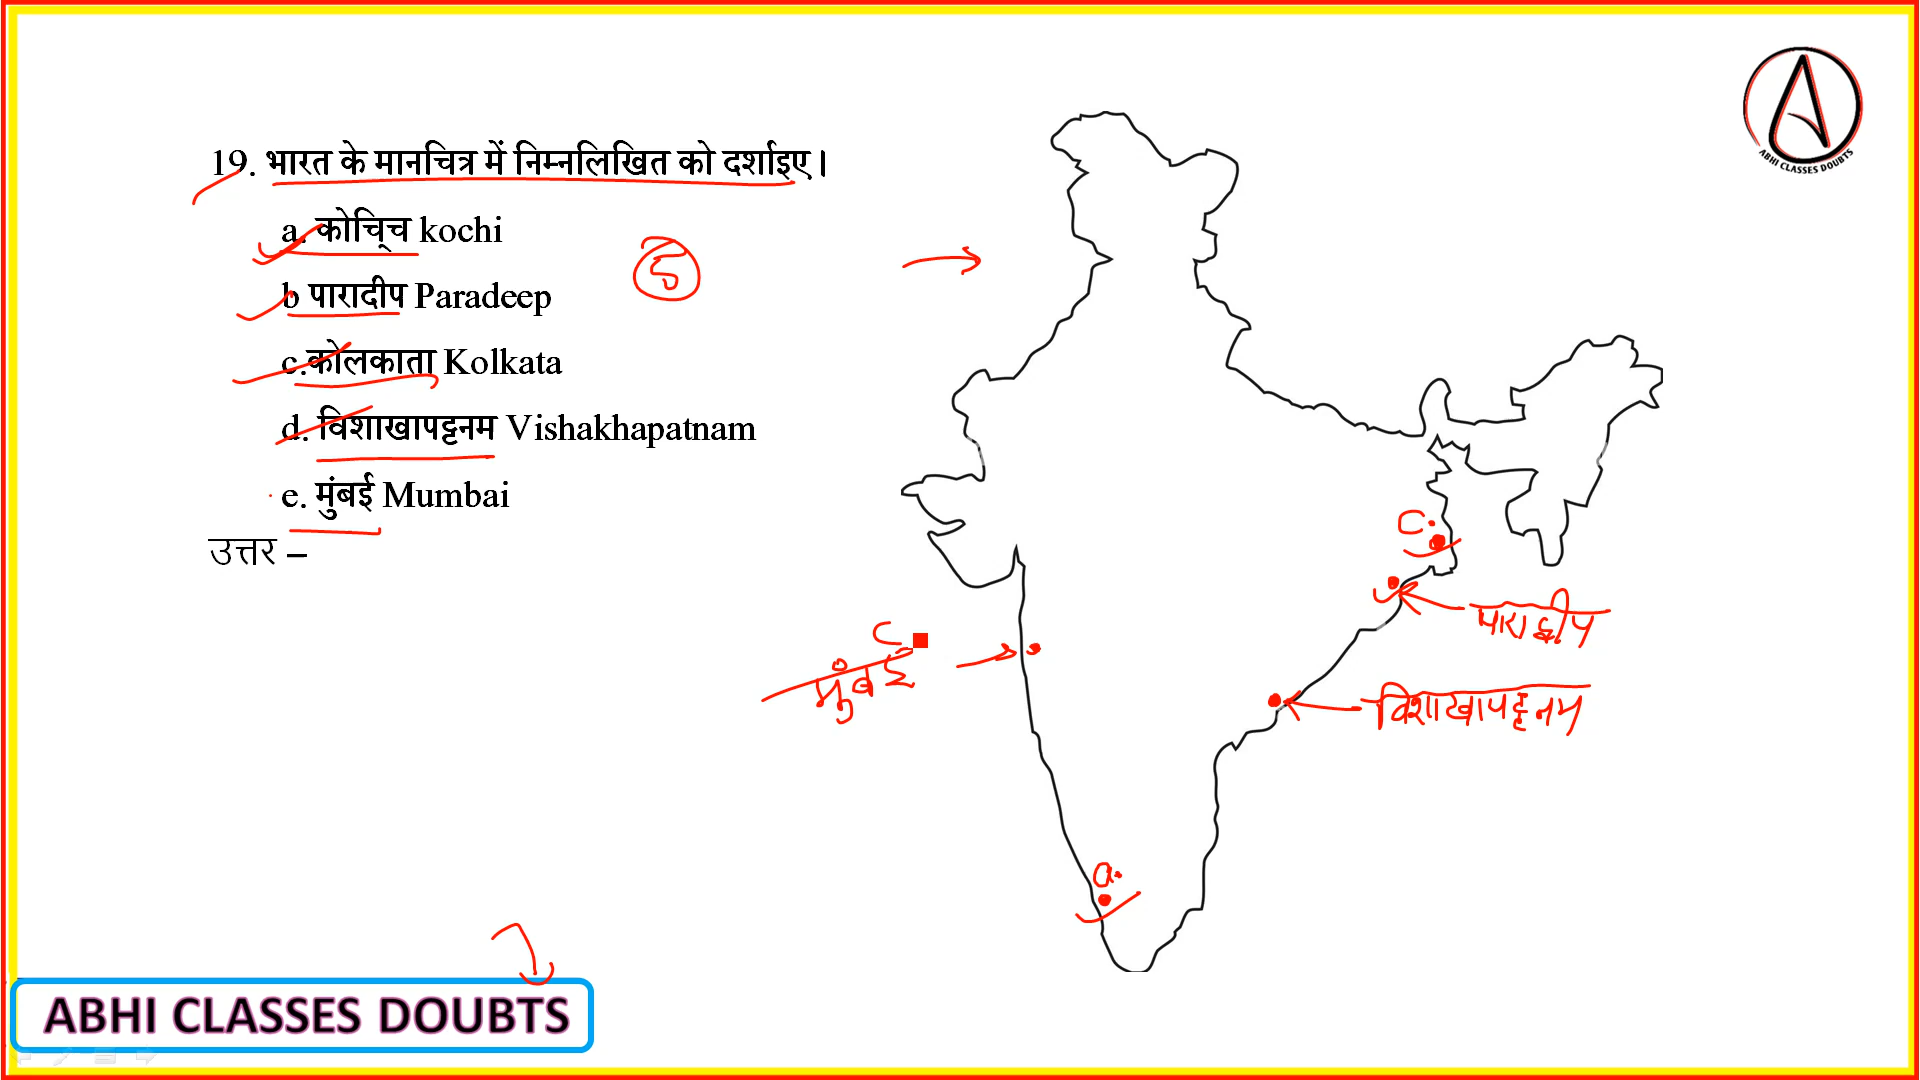 19. भारत के मानचित्र में निम्नलिखित को दर्शाइए।
a. कोच्चि kochi
b पारादीप Paradeep
c.कोलकाता Kolkata
d. विशाखापट्टनम Vishakhapatnam
e. मुंबई Mumbai
उत्तर –
5
ABHI CLASSES DOUBTS
C.
पाराद्वीप
मुंबई
विशाखापट्टनम
a.
ABHI CLASSES DOUBTS